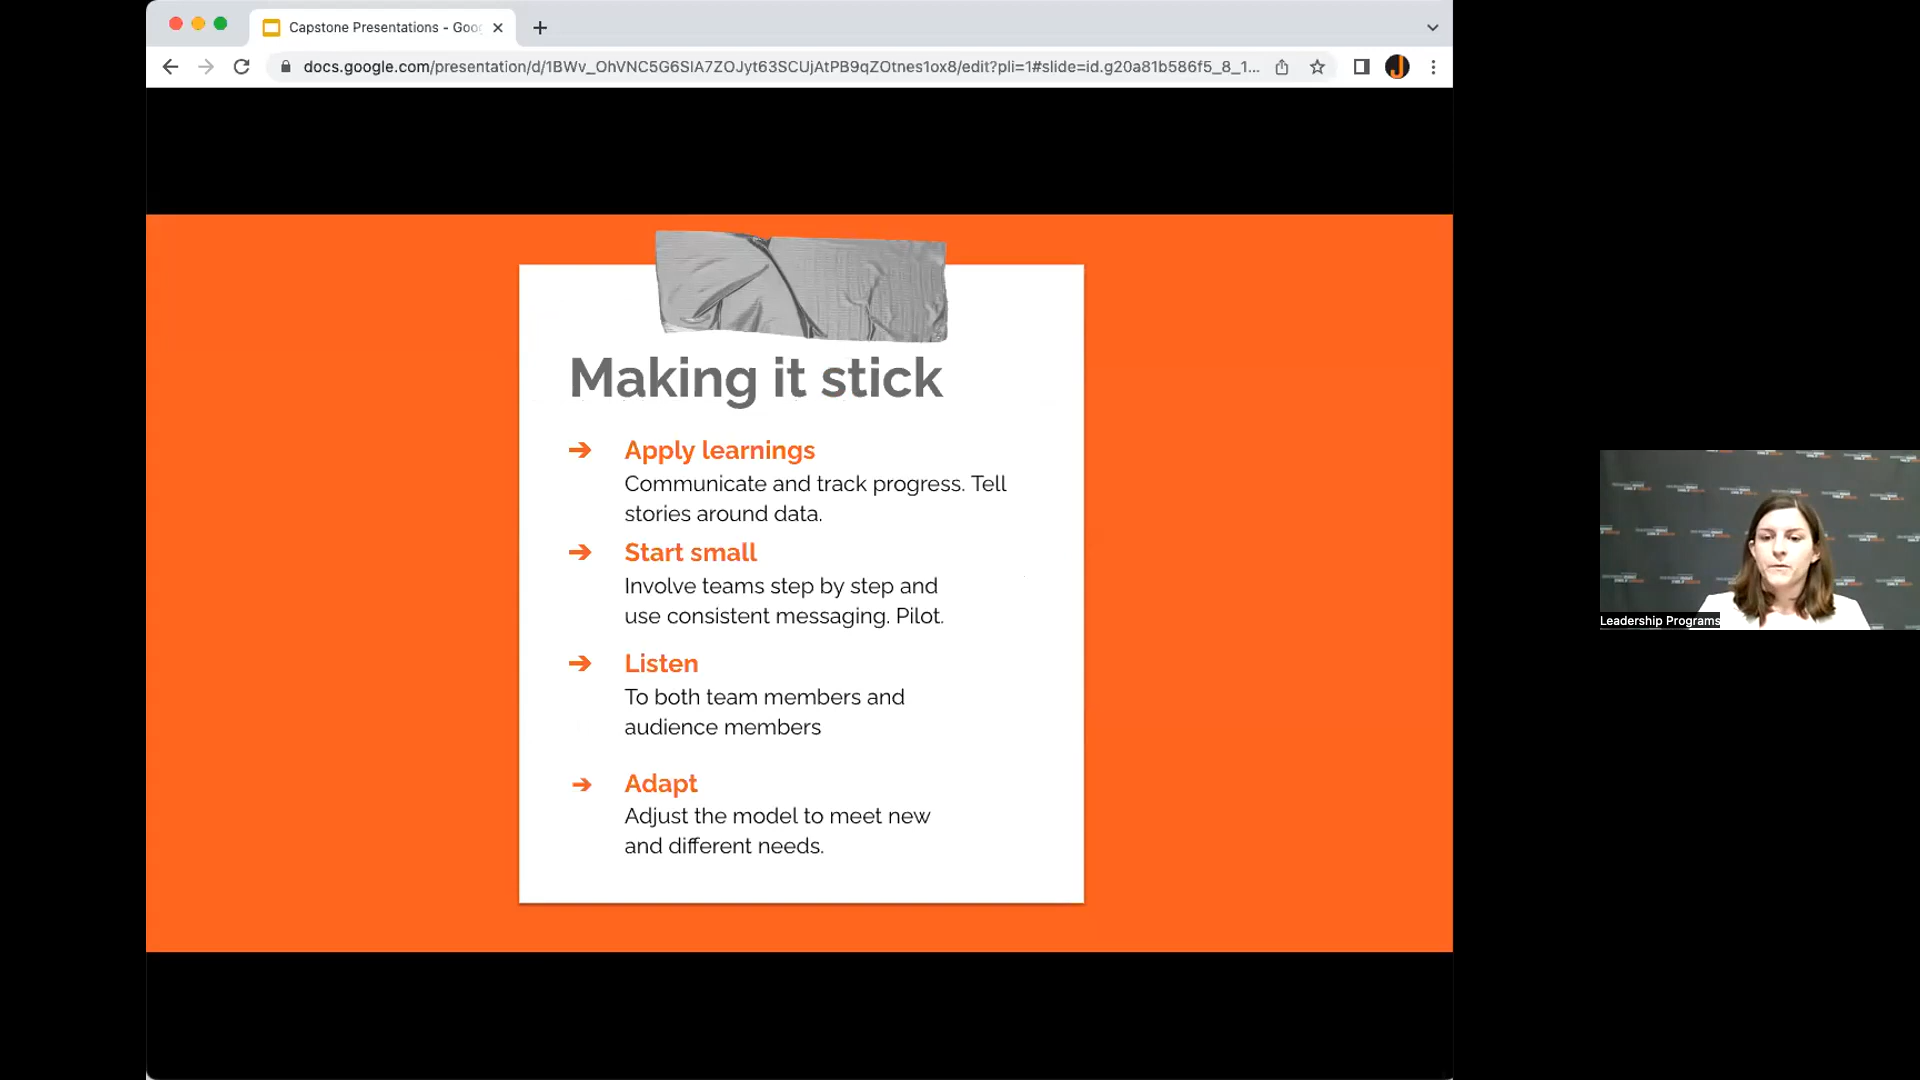 Capstone Presentations - Goo
docs.google.com/presentation/d/1BWv_OhVNC5G6SlA7ZOJyt63SCUjAtPB9qZOtnes1ox8/edit?pli=1#slide=id.g20a81b586f5_8_1...
J
Making it stick
➔ Apply learnings
Communicate and track progress. Tell
stories around data.
➔ Start small
Involve teams step by step and
use consistent messaging. Pilot.
➔ Listen
To both team members and
audience members
➔ Adapt
Adjust the model to meet new
and different needs.
Leadership Programs